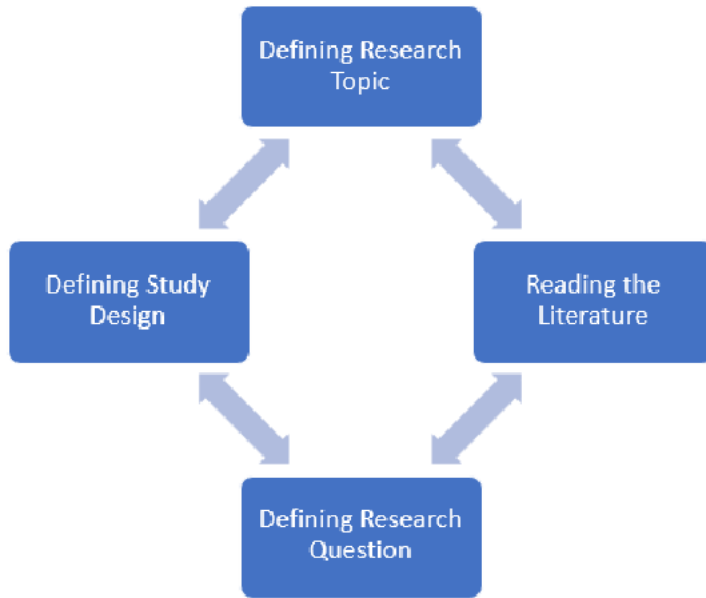 Defining Research
Topic
Defining Study
Design
Reading the
Literature
Defining Research
Question